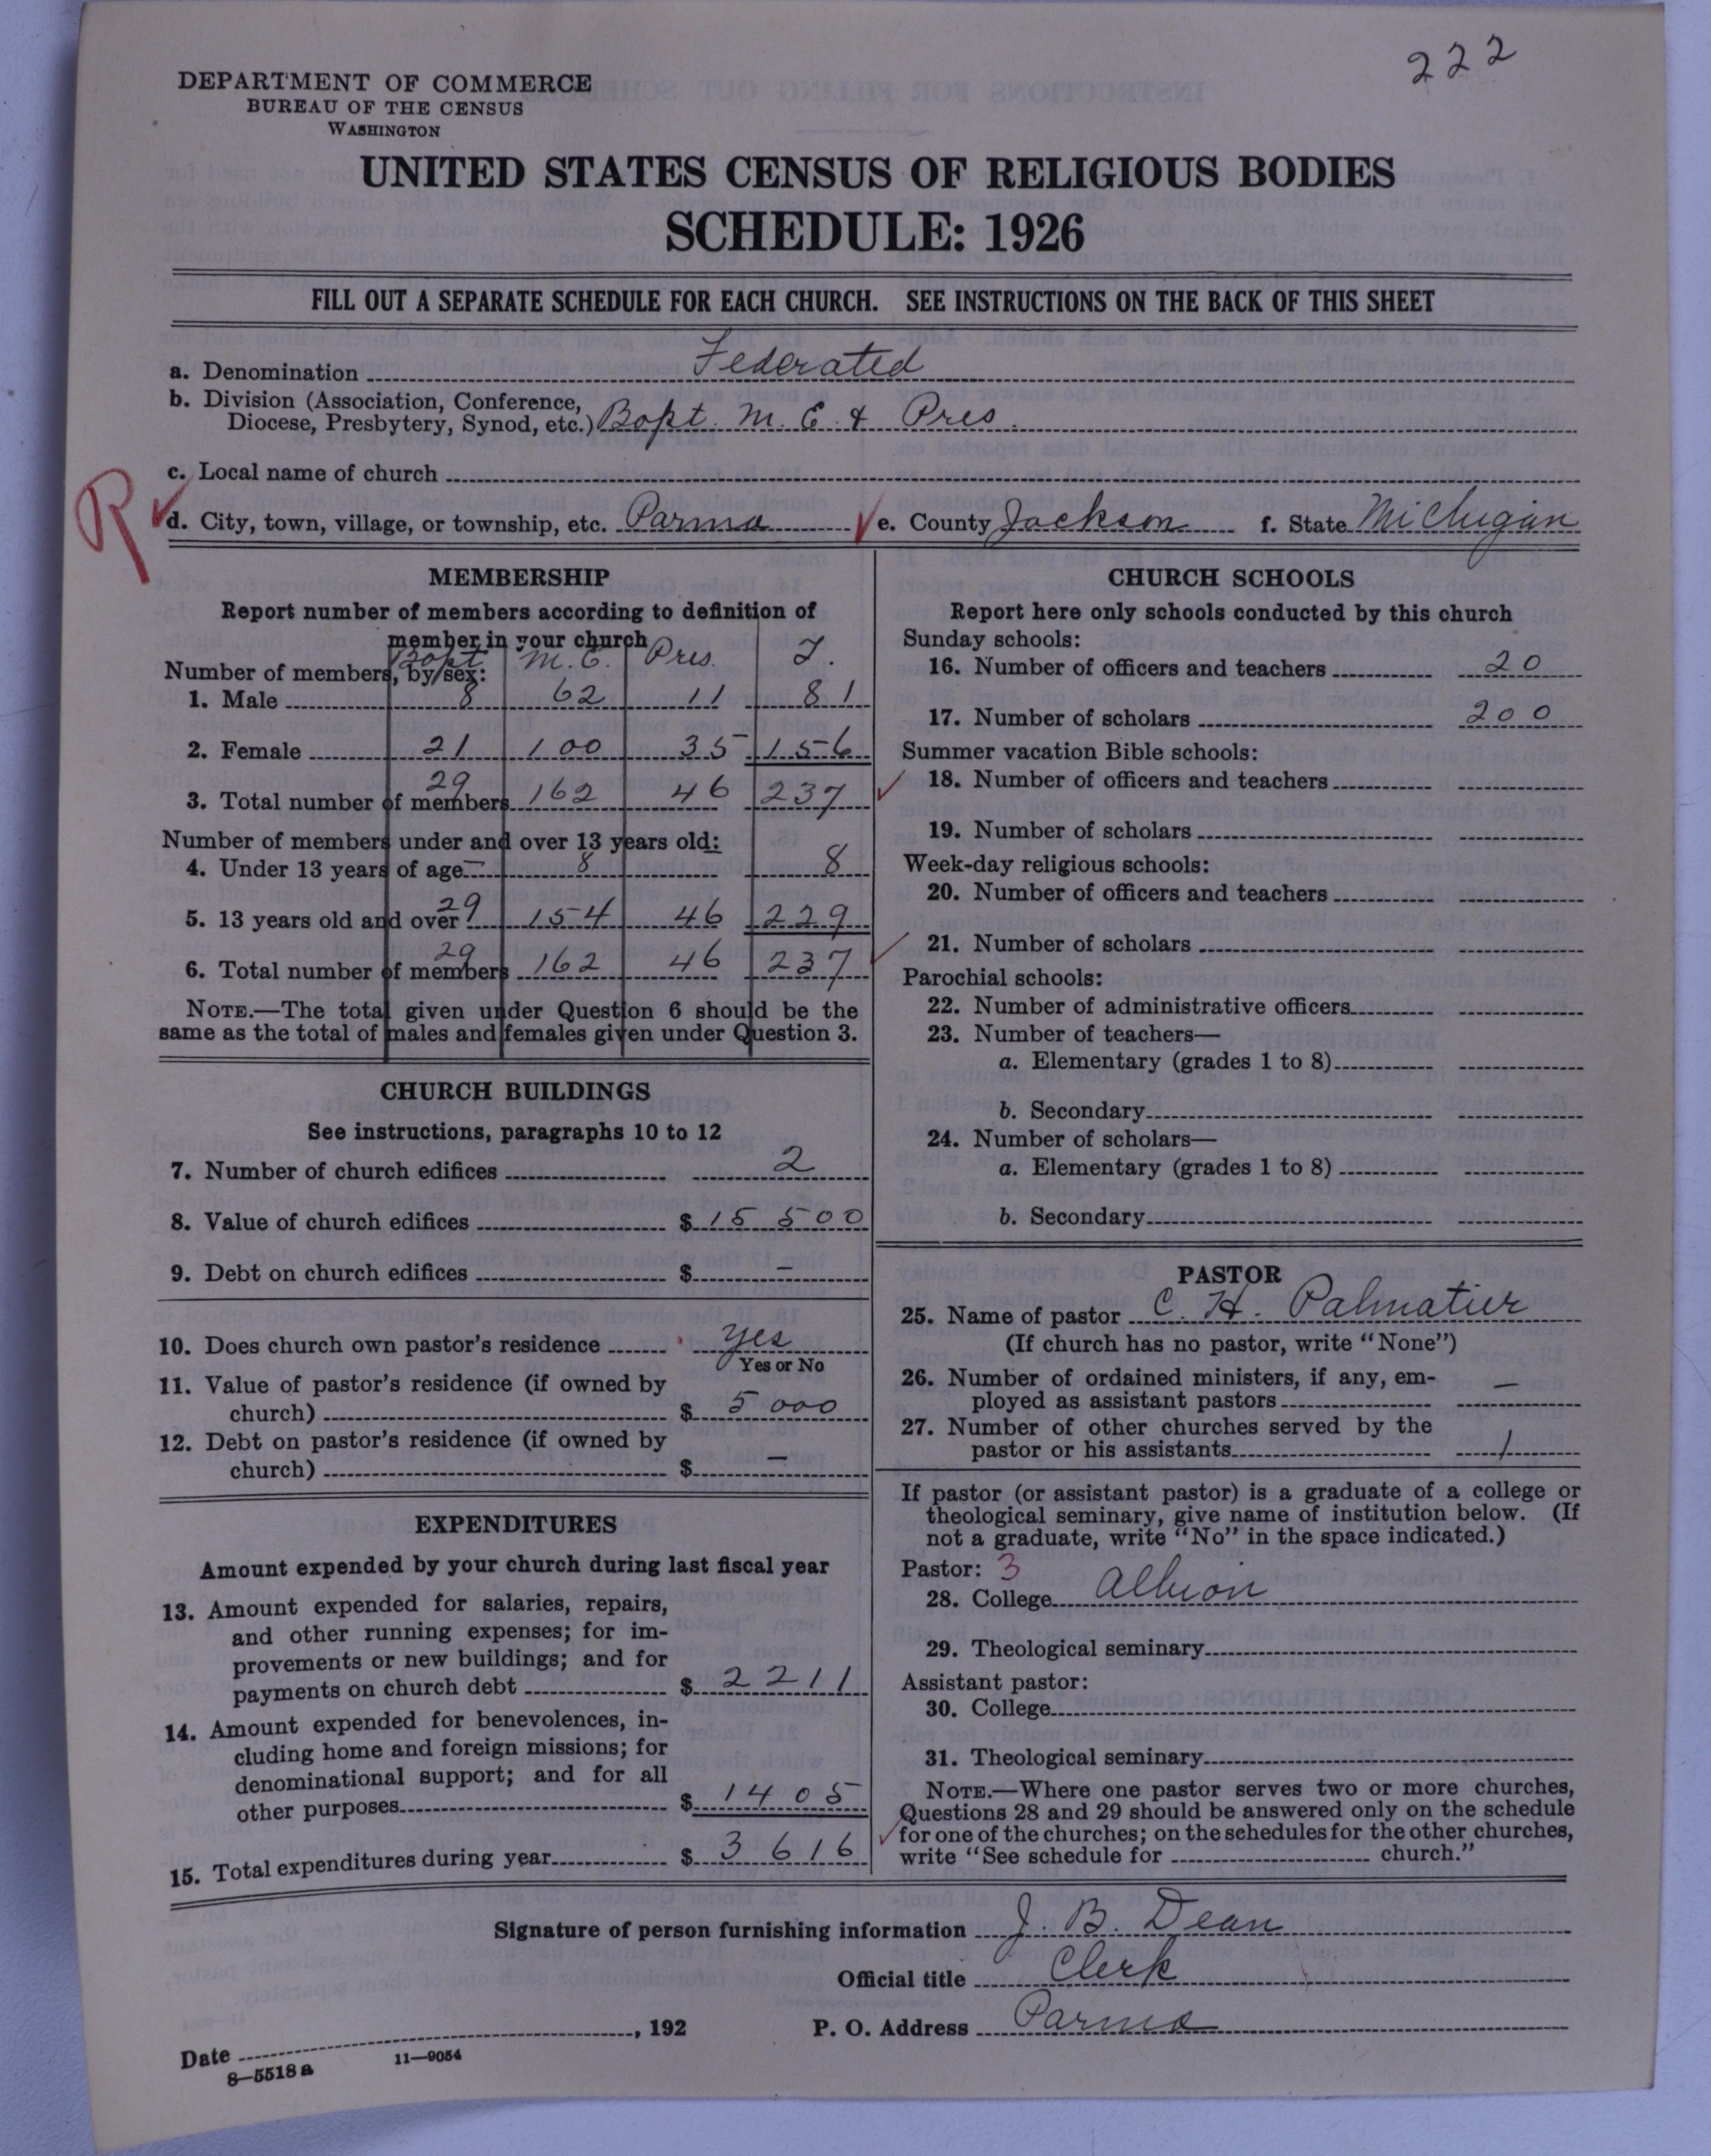 222
DEPARTMENT OF COMMERCE
BUREAU OF THE CENSUS
WASHINGTON
UNITED STATES CENSUS OF RELIGIOUS BODIES
SCHEDULE: 1926
FILL OUT A SEPARATE SCHEDULE FOR EACH CHURCH. SEE INSTRUCTIONS ON THE BACK OF THIS SHEET
a. Denomination Federated
b. Division (Association, Conference,
Diocese, Presbytery, Synod, etc.) Bapt. M. E. & Pres.
c. Local name of church
R
d. City, town, village, or township, etc. Parma e. County Jackson f. State Michigan
MEMBERSHIP
Report number of members according to definition of
member in your church
Bapt. M. E. Pres. T.
Number of members, by sex:
1. Male 8 62 11 81
2. Female 21 100 35 156
3. Total number of members 29 162 46 237
Number of members under and over 13 years old:
4. Under 13 years of age — 8 8
5. 13 years old and over 29 154 46 229
6. Total number of members 29 162 46 237
NOTE.—The total given under Question 6 should be the
same as the total of males and females given under Question 3.
CHURCH BUILDINGS
See instructions, paragraphs 10 to 12
7. Number of church edifices 2
8. Value of church edifices $ 15 500
9. Debt on church edifices $ —
10. Does church own pastor's residence yes
Yes or No
11. Value of pastor's residence (if owned by
church) $ 5 000
12. Debt on pastor's residence (if owned by
church) $ —
EXPENDITURES
Amount expended by your church during last fiscal year
13. Amount expended for salaries, repairs,
and other running expenses; for im-
provements or new buildings; and for
payments on church debt $ 2211
14. Amount expended for benevolences, in-
cluding home and foreign missions; for
denominational support; and for all
other purposes $ 1405
15. Total expenditures during year $ 3616
CHURCH SCHOOLS
Report here only schools conducted by this church
Sunday schools:
16. Number of officers and teachers 20
17. Number of scholars 200
Summer vacation Bible schools:
18. Number of officers and teachers
19. Number of scholars
Week-day religious schools:
20. Number of officers and teachers
21. Number of scholars
Parochial schools:
22. Number of administrative officers
23. Number of teachers—
a. Elementary (grades 1 to 8)
b. Secondary
24. Number of scholars—
a. Elementary (grades 1 to 8)
b. Secondary
PASTOR
25. Name of pastor C. H. Palmatier
(If church has no pastor, write "None")
26. Number of ordained ministers, if any, em-
ployed as assistant pastors —
27. Number of other churches served by the
pastor or his assistants 1
If pastor (or assistant pastor) is a graduate of a college or
theological seminary, give name of institution below. (If
not a graduate, write "No" in the space indicated.)
Pastor: 3
28. College Albion
29. Theological seminary
Assistant pastor:
30. College
31. Theological seminary
NOTE.—Where one pastor serves two or more churches,
Questions 28 and 29 should be answered only on the schedule
for one of the churches; on the schedules for the other churches,
write "See schedule for church."
Signature of person furnishing information J. B. Dean
Official title Clerk
Date , 192 P. O. Address Parma
8—5518 a 11—9054